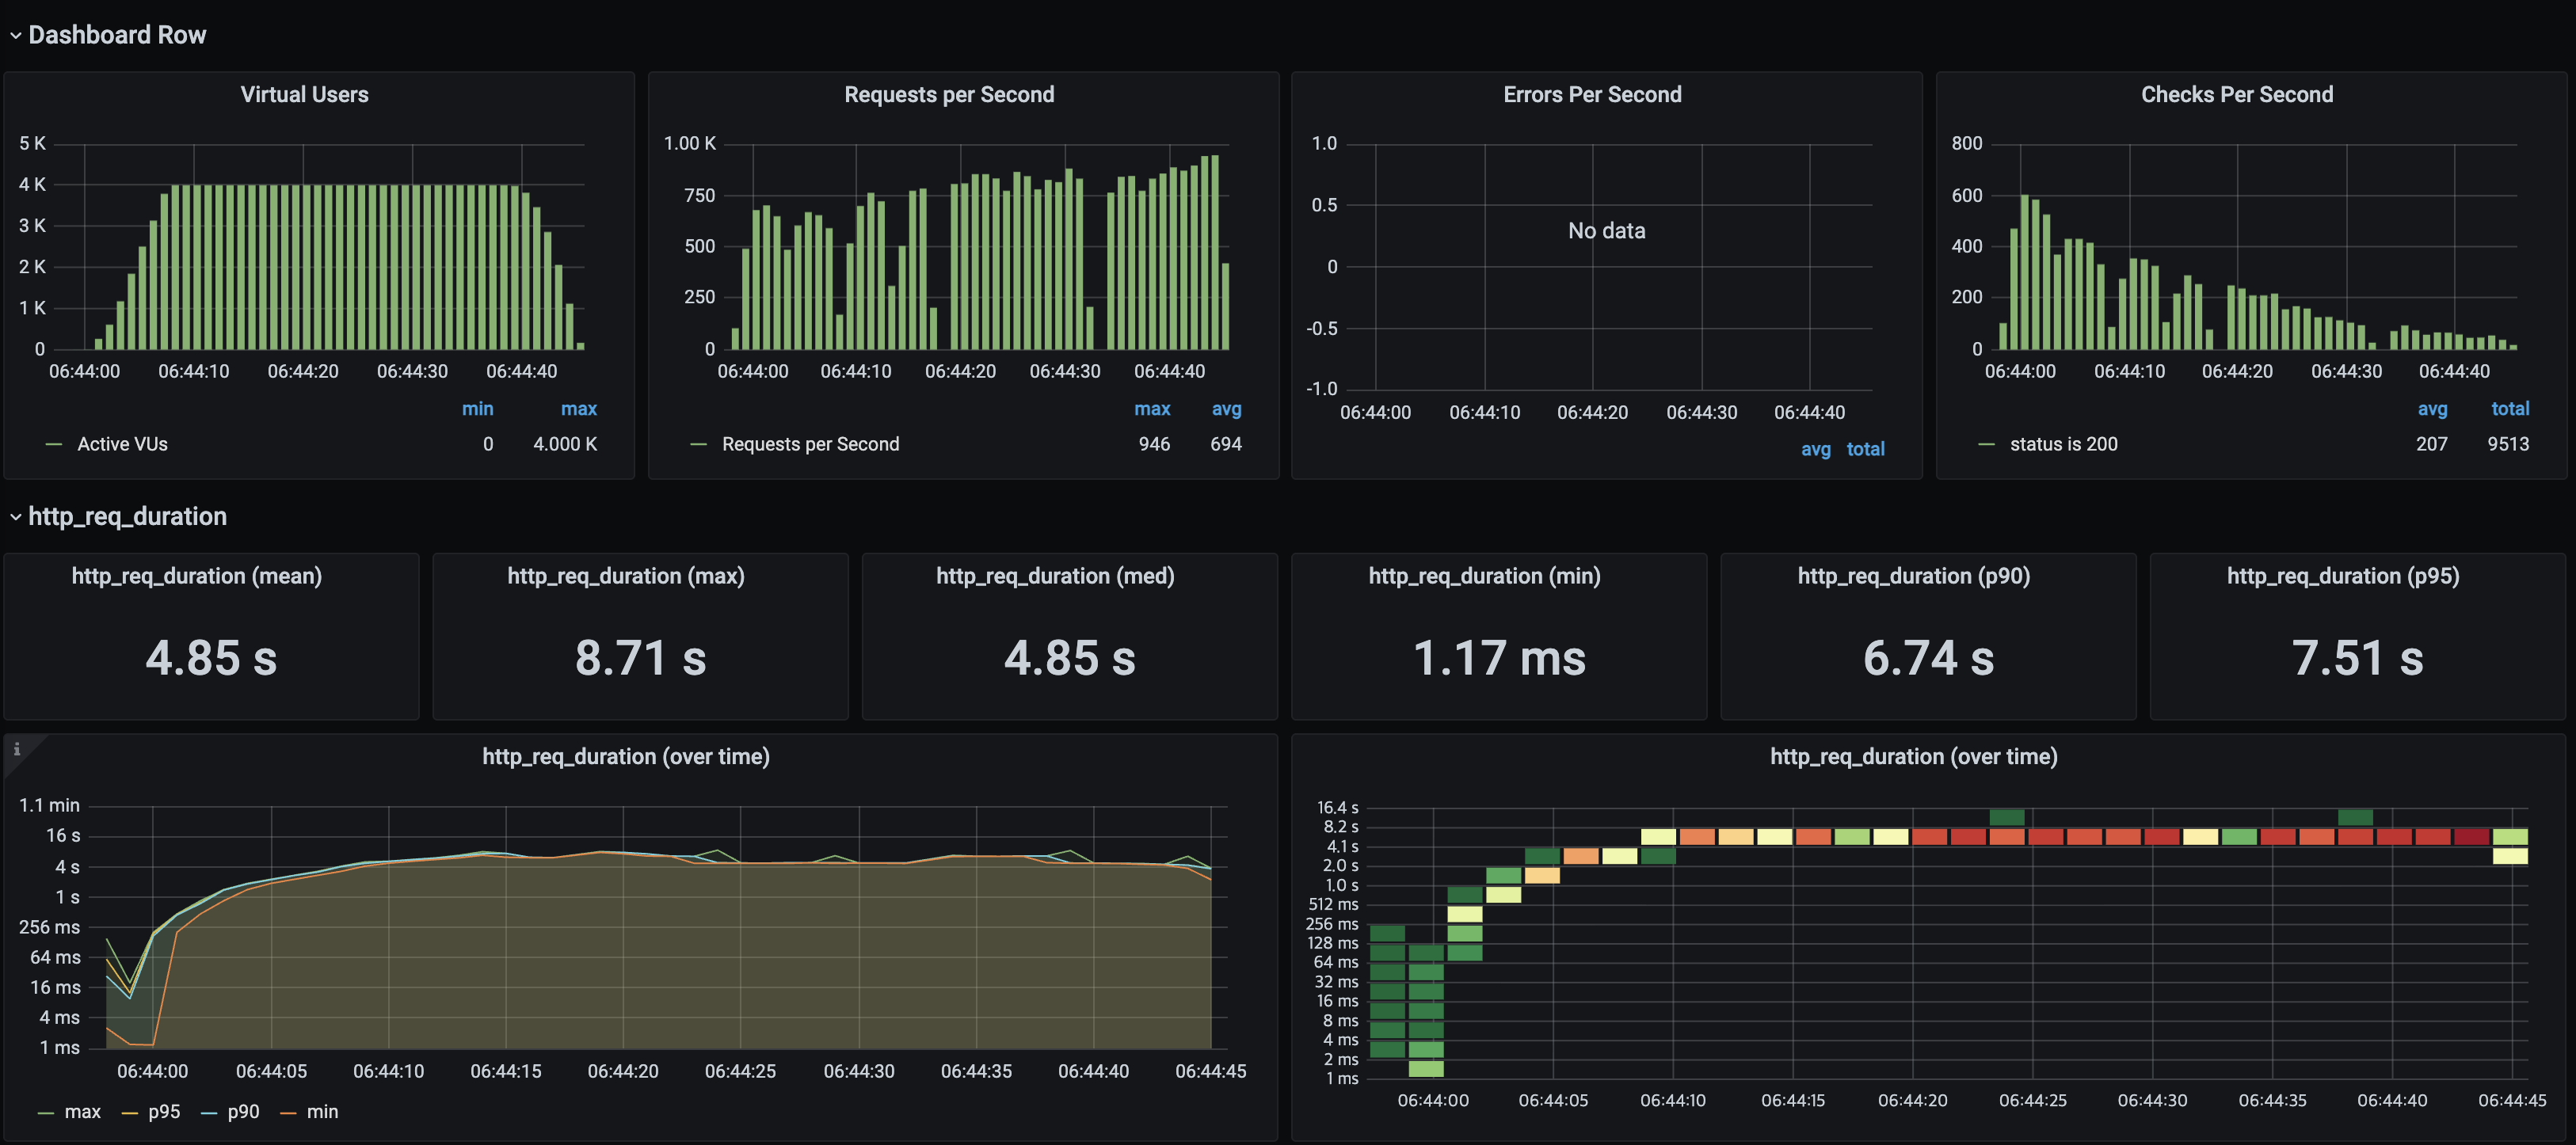 Dashboard Row
Virtual Users
5 K
4 K
3 K
2 K
1 K
0
06:44:00 06:44:10 06:44:20 06:44:30 06:44:40
min max
Active VUs 0 4.000 K
Requests per Second
1.00 K
750
500
250
0
06:44:00 06:44:10 06:44:20 06:44:30 06:44:40
max avg
Requests per Second 946 694
Errors Per Second
1.0
0.5
No data
0
-0.5
-1.0
06:44:00 06:44:10 06:44:20 06:44:30 06:44:40
avg total
Checks Per Second
800
600
400
200
0
06:44:00 06:44:10 06:44:20 06:44:30 06:44:40
avg total
status is 200 207 9513
http_req_duration
http_req_duration (mean)
4.85 s
http_req_duration (max)
8.71 s
http_req_duration (med)
4.85 s
http_req_duration (min)
1.17 ms
http_req_duration (p90)
6.74 s
http_req_duration (p95)
7.51 s
i
http_req_duration (over time)
1.1 min
16 s
4 s
1 s
256 ms
64 ms
16 ms
4 ms
1 ms
06:44:00 06:44:05 06:44:10 06:44:15 06:44:20 06:44:25 06:44:30 06:44:35 06:44:40 06:44:45
max p95 p90 min
http_req_duration (over time)
16.4 s
8.2 s
4.1 s
2.0 s
1.0 s
512 ms
256 ms
128 ms
64 ms
32 ms
16 ms
8 ms
4 ms
2 ms
1 ms
06:44:00 06:44:05 06:44:10 06:44:15 06:44:20 06:44:25 06:44:30 06:44:35 06:44:40 06:44:45